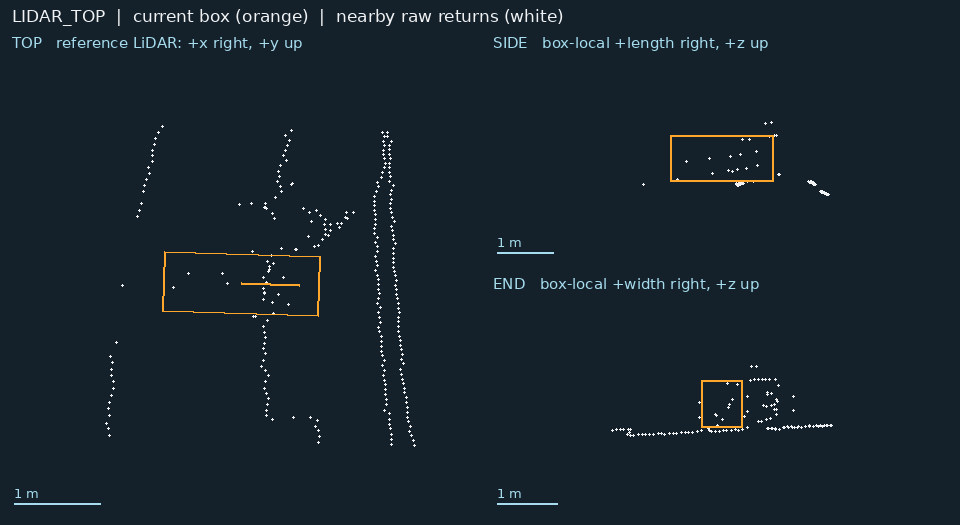 LIDAR_TOP | current box (orange) | nearby raw returns (white)
TOP reference LiDAR: +x right, +y up
SIDE box-local +length right, +z up
1 m
END box-local +width right, +z up
1 m
1 m